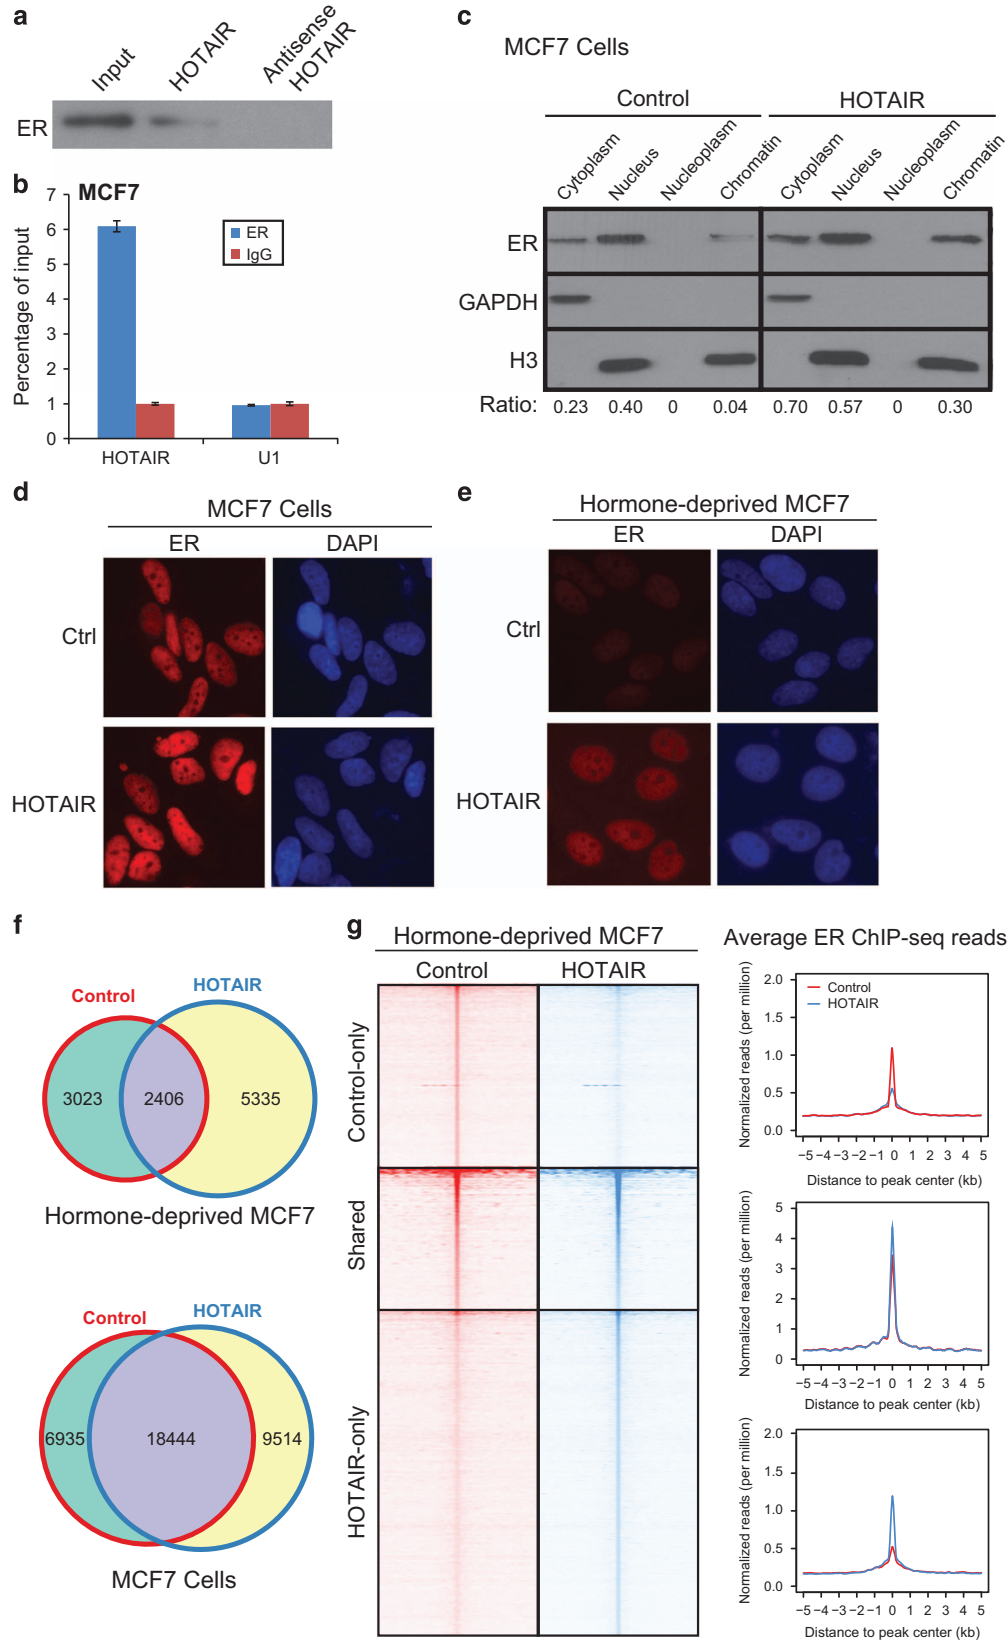 a
Input
HOTAIR
Antisense
HOTAIR
ER
b
MCF7
Percentage of input
7
6
5
4
3
2
1
0
ER
IgG
HOTAIR
U1
c
MCF7 Cells
Control
HOTAIR
Cytoplasm
Nucleus
Nucleoplasm
Chromatin
Cytoplasm
Nucleus
Nucleoplasm
Chromatin
ER
GAPDH
H3
Ratio: 0.23 0.40 0 0.04 0.70 0.57 0 0.30
d
MCF7 Cells
ER DAPI
Ctrl
HOTAIR
e
Hormone-deprived MCF7
ER DAPI
Ctrl
HOTAIR
f
Control
HOTAIR
3023 2406 5335
Hormone-deprived MCF7
Control
HOTAIR
6935 18444 9514
MCF7 Cells
g
Hormone-deprived MCF7
Control HOTAIR
Control-only
Shared
HOTAIR-only
Average ER ChIP-seq reads
Normalized reads (per million)
2.0
1.5
1.0
0.5
0.0
Control
HOTAIR
−5 −4 −3 −2 −1 0 1 2 3 4 5
Distance to peak center (kb)
Normalized reads (per million)
5
4
3
2
1
0
−5 −4 −3 −2 −1 0 1 2 3 4 5
Distance to peak center (kb)
Normalized reads (per million)
2.0
1.5
1.0
0.5
0.0
−5 −4 −3 −2 −1 0 1 2 3 4 5
Distance to peak center (kb)